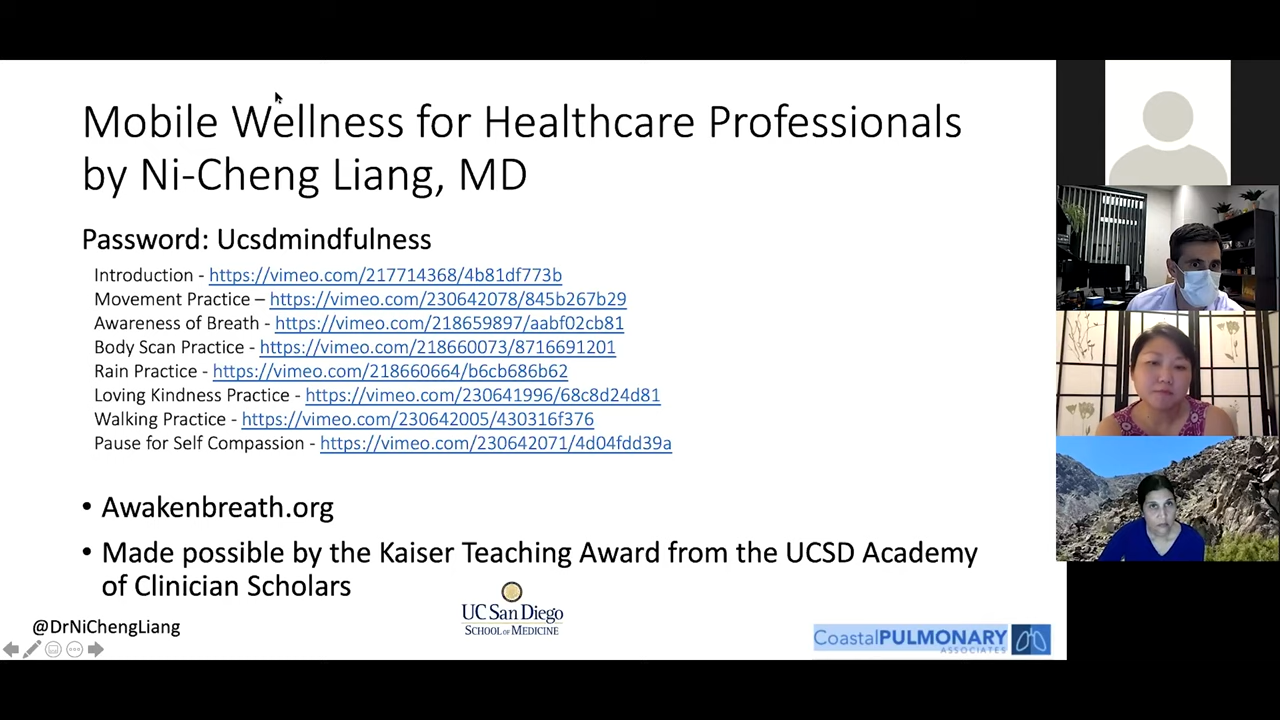 Mobile Wellness for Healthcare Professionals
by Ni-Cheng Liang, MD
Password: Ucsdmindfulness
Introduction - https://vimeo.com/217714368/4b81df773b
Movement Practice – https://vimeo.com/230642078/845b267b29
Awareness of Breath - https://vimeo.com/218659897/aabf02cb81
Body Scan Practice - https://vimeo.com/218660073/8716691201
Rain Practice - https://vimeo.com/218660664/b6cb686b62
Loving Kindness Practice - https://vimeo.com/230641996/68c8d24d81
Walking Practice - https://vimeo.com/230642005/430316f376
Pause for Self Compassion - https://vimeo.com/230642071/4d04fdd39a
• Awakenbreath.org
• Made possible by the Kaiser Teaching Award from the UCSD Academy
of Clinician Scholars
@DrNiChengLiang
UC San Diego
SCHOOL OF MEDICINE
CoastalPULMONARY
ASSOCIATES